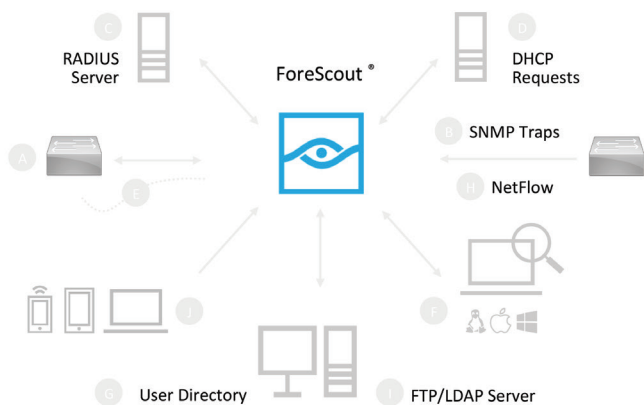 C
RADIUS
Server
ForeScout ®
D
DHCP
Requests
A
E
B SNMP Traps
H NetFlow
J
F
G User Directory
I FTP/LDAP Server